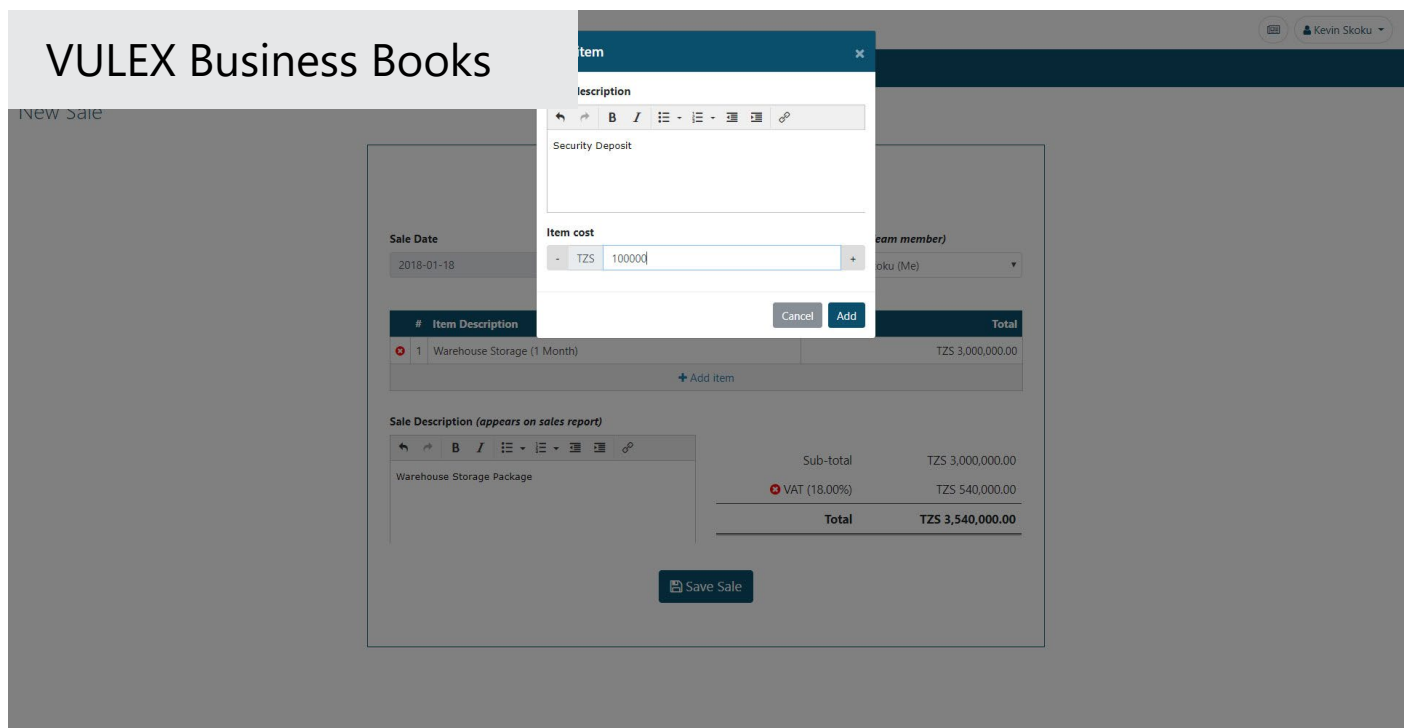 VULEX Business Books
Kevin Skoku
item ×
description
New Sale
B I
Security Deposit
Item cost
- TZS 100000 +
Cancel Add
Sale Date
eam member)
2018-01-18
oku (Me)
# Item Description Total
1 Warehouse Storage (1 Month) TZS 3,000,000.00
+ Add item
Sale Description (appears on sales report)
B I
Warehouse Storage Package
Sub-total TZS 3,000,000.00
VAT (18.00%) TZS 540,000.00
Total TZS 3,540,000.00
Save Sale